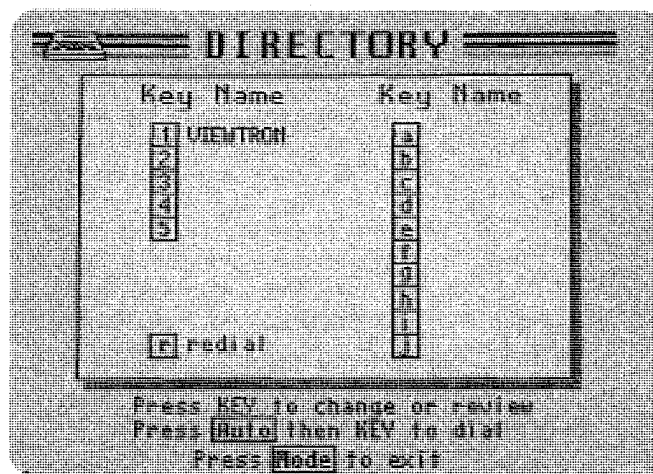 DIRECTORY
Key Name Key Name
1 VIEWTRON a
2 b
3 c
4 d
5 e
f
g
h
i
r redial j
Press KEY to change or review
Press Auto then KEY to dial
Press Mode to exit